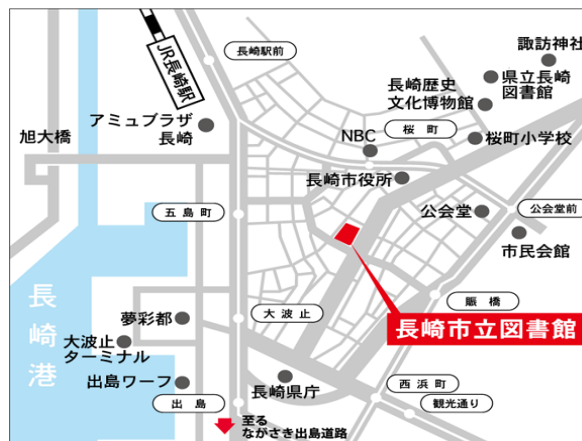 諏訪神社
長崎駅前
JR長崎駅
県立長崎
図書館
長崎歴史
文化博物館
アミュプラザ
長崎
NBC
桜町
桜町小学校
旭大橋
長崎市役所
五島町
公会堂
公会堂前
市民会館
長崎港
夢彩都
大波止
賑橋
大波止
ターミナル
長崎市立図書館
出島ワーフ
長崎県庁
西浜町
出島
観光通り
至る
ながさき出島道路